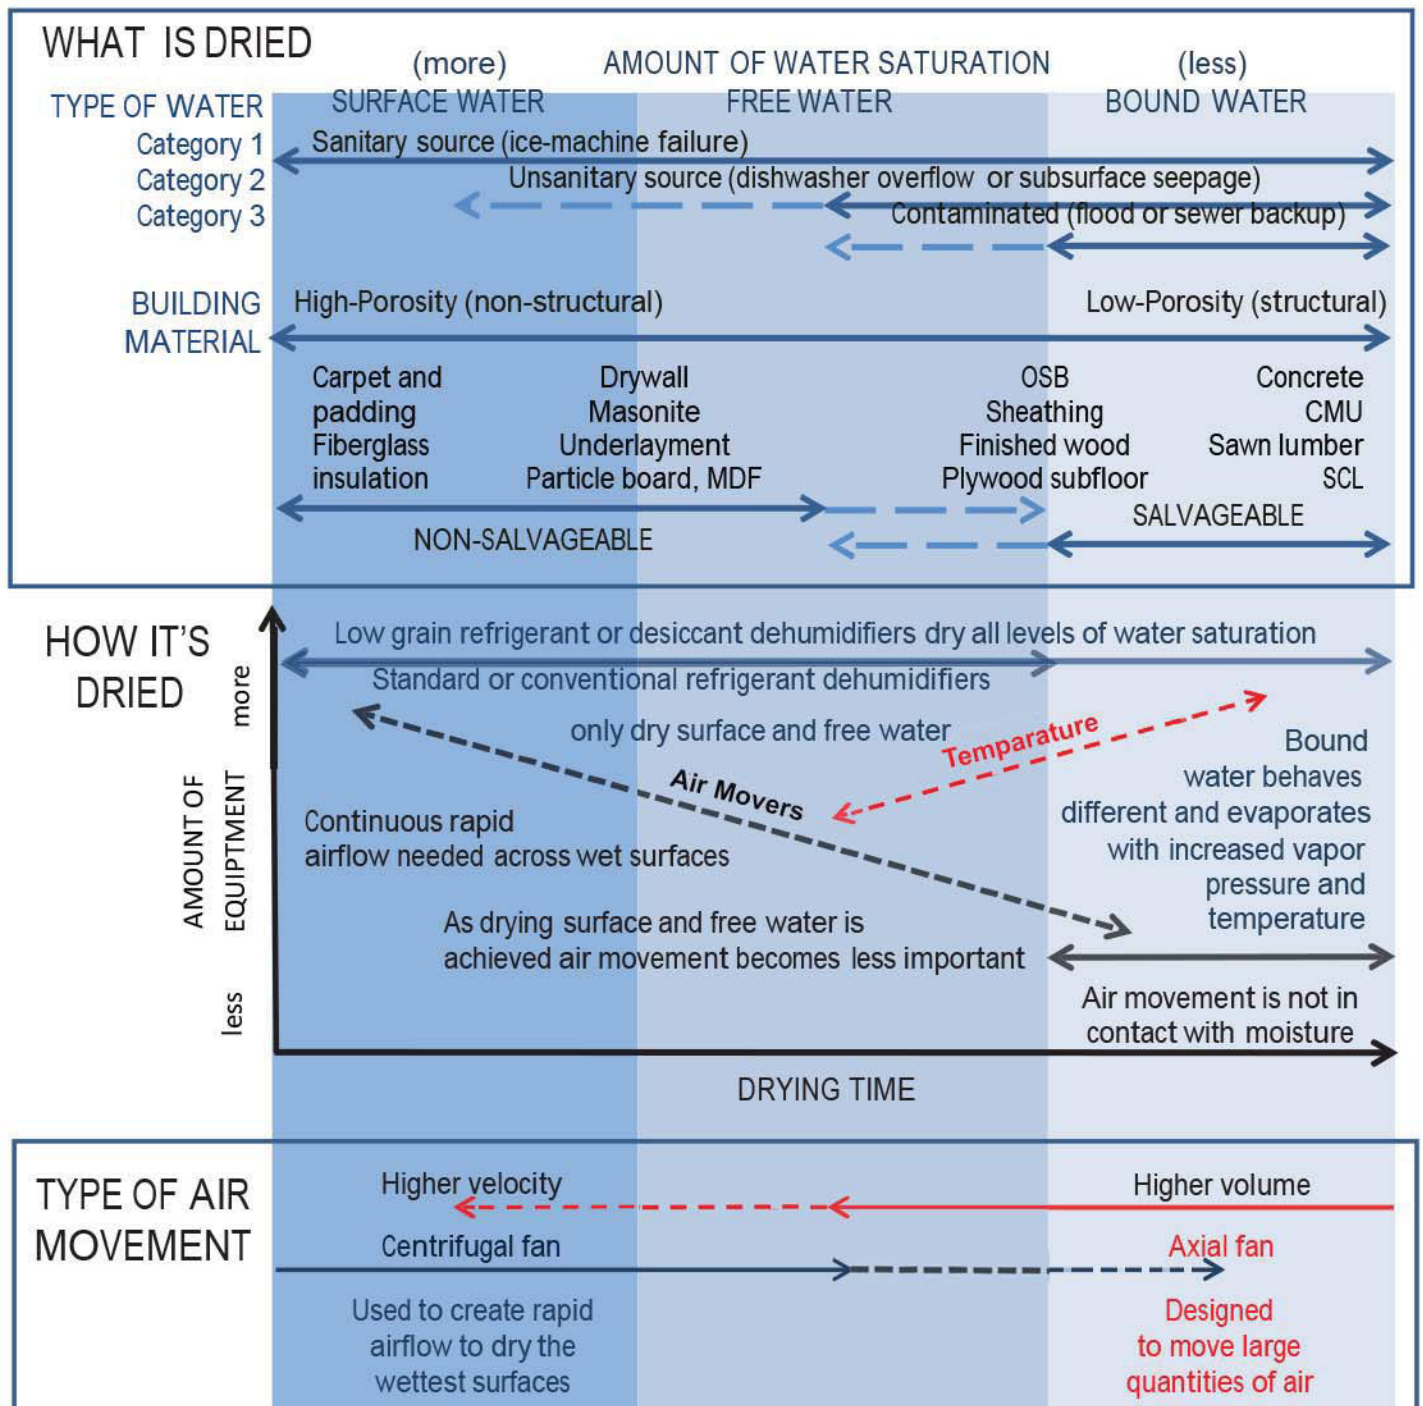 WHAT IS DRIED
(more) AMOUNT OF WATER SATURATION (less)
TYPE OF WATER SURFACE WATER FREE WATER BOUND WATER
Category 1 Sanitary source (ice-machine failure)
Category 2 Unsanitary source (dishwasher overflow or subsurface seepage)
Category 3 Contaminated (flood or sewer backup)
BUILDING
MATERIAL
High-Porosity (non-structural) Low-Porosity (structural)
Carpet and
padding
Fiberglass
insulation
Drywall
Masonite
Underlayment
Particle board, MDF
OSB
Sheathing
Finished wood
Plywood subfloor
Concrete
CMU
Sawn lumber
SCL
NON-SALVAGEABLE
SALVAGEABLE
HOW IT'S
DRIED
more
AMOUNT OF
EQUIPTMENT
less
Low grain refrigerant or desiccant dehumidifiers dry all levels of water saturation
Standard or conventional refrigerant dehumidifiers
only dry surface and free water
Temparature
Air Movers
Bound
water behaves
different and evaporates
with increased vapor
pressure and
temperature
Continuous rapid
airflow needed across wet surfaces
As drying surface and free water is
achieved air movement becomes less important
Air movement is not in
contact with moisture
DRYING TIME
TYPE OF AIR
MOVEMENT
Higher velocity
Higher volume
Centrifugal fan
Axial fan
Used to create rapid
airflow to dry the
wettest surfaces
Designed
to move large
quantities of air